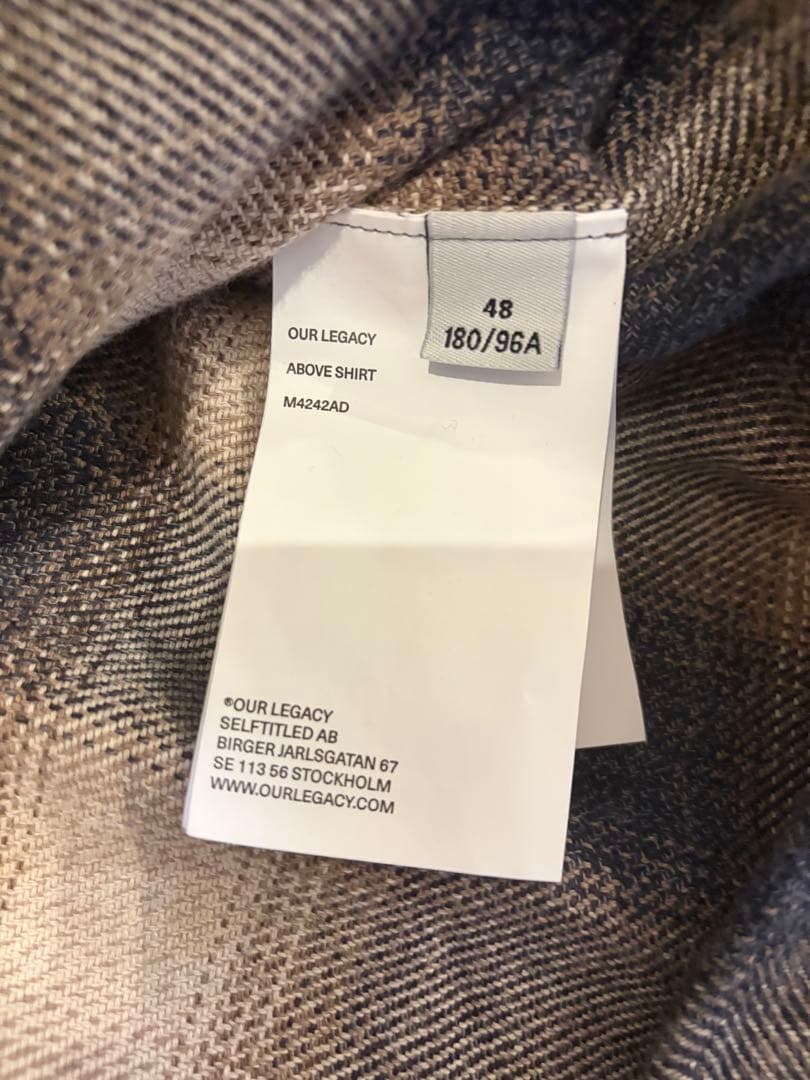 48
180/96A
OUR LEGACY
ABOVE SHIRT
M4242AD
®OUR LEGACY
SELFTITLED AB
BIRGER JARLSGATAN 67
SE 113 56 STOCKHOLM
WWW.OURLEGACY.COM